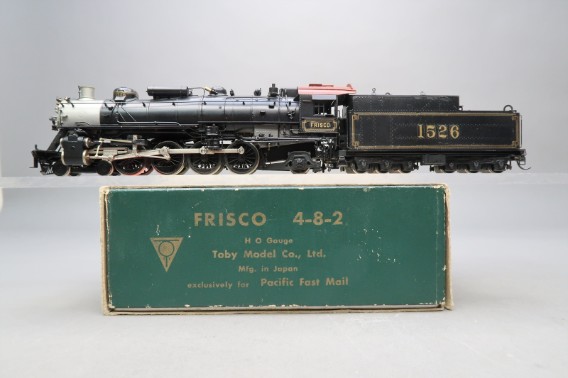 FRISCO
1526
FRISCO 4-8-2
H O Gauge
Toby Model Co., Ltd.
Mfg. in Japan
exclusively for Pacific Fast Mail